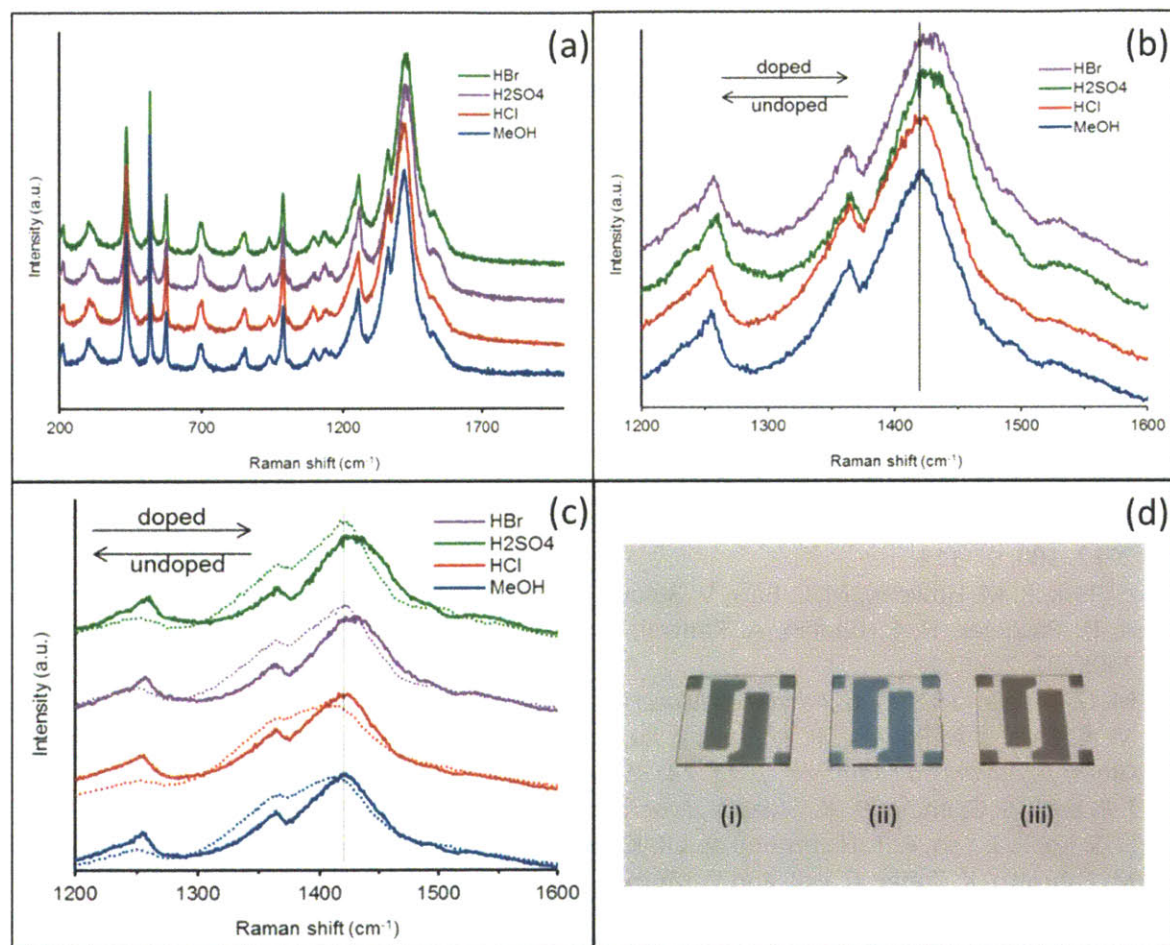 (a)
HBr
H2SO4
HCl
MeOH
Intensity (a.u.)
200 700 1200 1700
Raman shift (cm⁻¹)
(b)
doped
undoped
HBr
H2SO4
HCl
MeOH
Intensity (a.u.)
1200 1300 1400 1500 1600
Raman shift (cm⁻¹)
(c)
doped
undoped
HBr
H2SO4
HCl
MeOH
Intensity (a.u.)
1200 1300 1400 1500 1600
Raman shift (cm⁻¹)
(d)
(i) (ii) (iii)